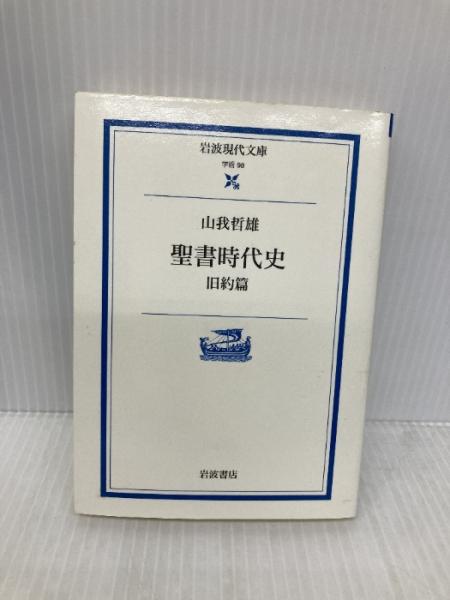 岩波現代文庫
学術 98
山我哲雄
聖書時代史
旧約篇
岩波書店